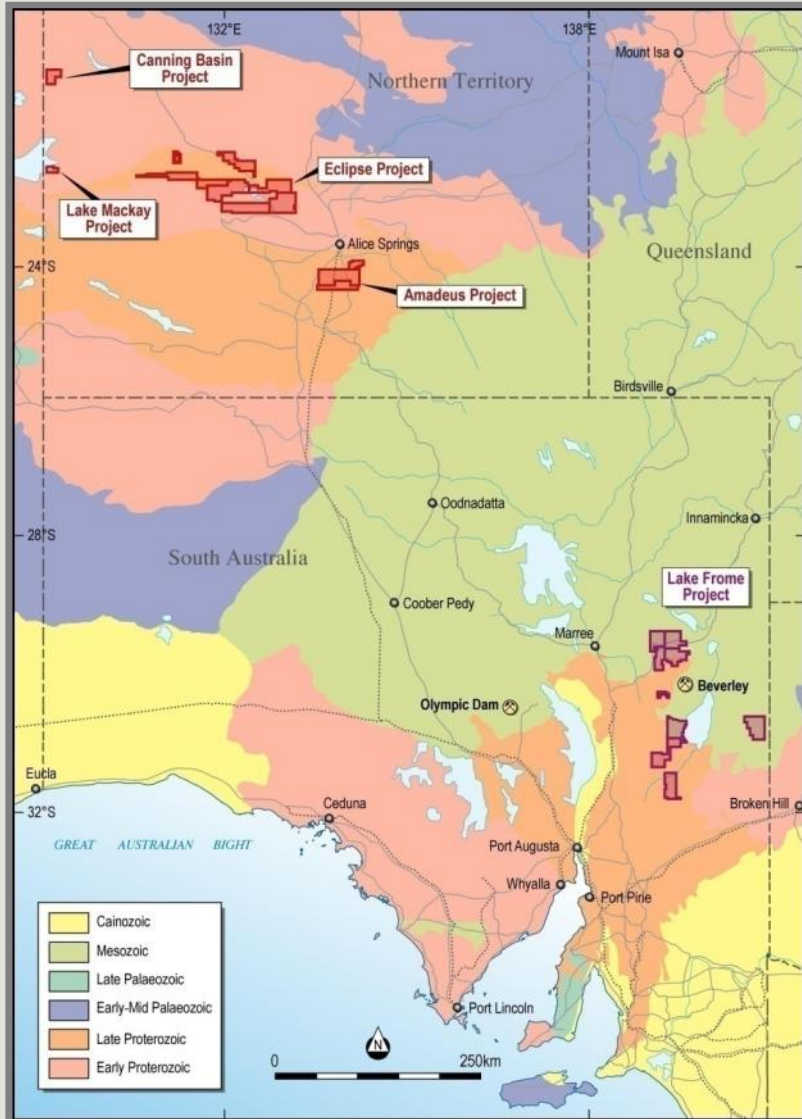 132°E
138°E
Mount Isa
Canning Basin
Project
Northern Territory
Eclipse Project
Lake Mackay
Project
Alice Springs
Queensland
24°S
Amadeus Project
Birdsville
Oodnadatta
Innamincka
28°S
South Australia
Lake Frome
Project
Coober Pedy
Marree
Beverley
Olympic Dam
Eucla
32°S
Ceduna
Broken Hill
GREAT AUSTRALIAN BIGHT
Port Augusta
Whyalla
Port Pirie
Cainozoic
Mesozoic
Late Palaeozoic
Early-Mid Palaeozoic
Late Proterozoic
Early Proterozoic
Port Lincoln
N
0 250km